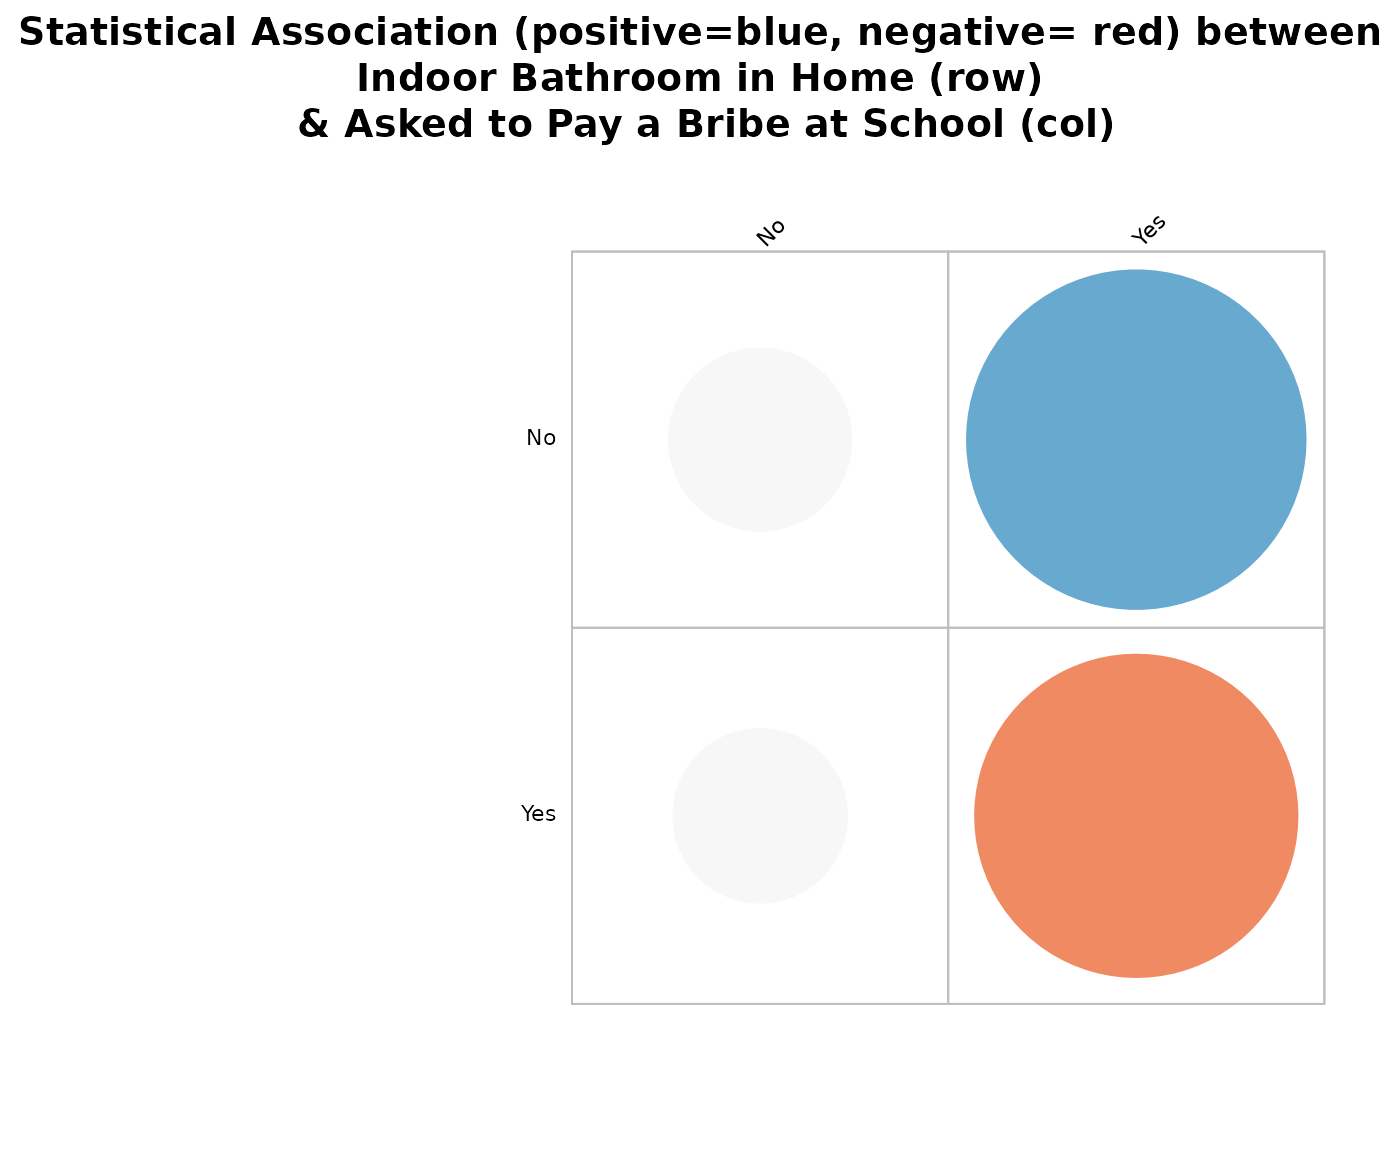 Statistical Association (positive=blue, negative= red) between
Indoor Bathroom in Home (row)
& Asked to Pay a Bribe at School (col)
No
Yes
No
Yes